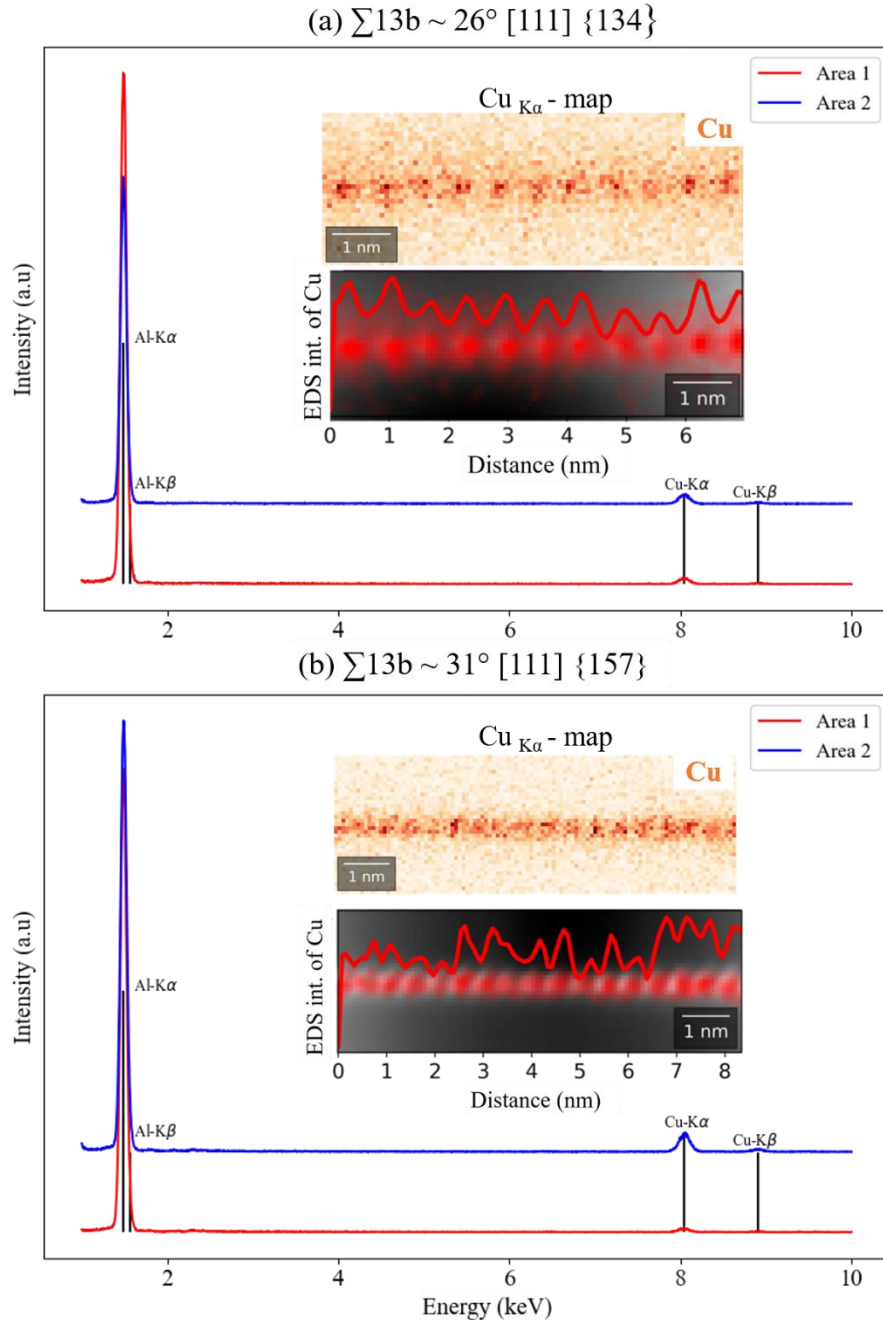 (a) ∑13b ~ 26° [111] {134}
Area 1
Area 2
Cu Kα - map
Cu
1 nm
EDS int. of Cu
1 nm
0 1 2 3 4 5 6
Distance (nm)
Intensity (a.u)
Al-Kα
Al-Kβ
Cu-Kα
Cu-Kβ
2 4 6 8 10
(b) ∑13b ~ 31° [111] {157}
Area 1
Area 2
Cu Kα - map
Cu
1 nm
EDS int. of Cu
1 nm
0 1 2 3 4 5 6 7 8
Distance (nm)
Intensity (a.u)
Al-Kα
Al-Kβ
Cu-Kα
Cu-Kβ
2 4 6 8 10
Energy (keV)